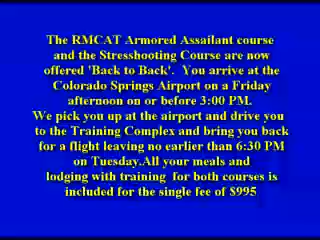 The RMCAT Armored Assailant course
and the Stresshooting Course are now
offered 'Back to Back'. You arrive at the
Colorado Springs Airport on a Friday
afternoon on or before 3:00 PM.
We pick you up at the airport and drive you
to the Training Complex and bring you back
for a flight leaving no earlier than 6:30 PM
on Tuesday.All your meals and
lodging with training for both courses is
included for the single fee of $995